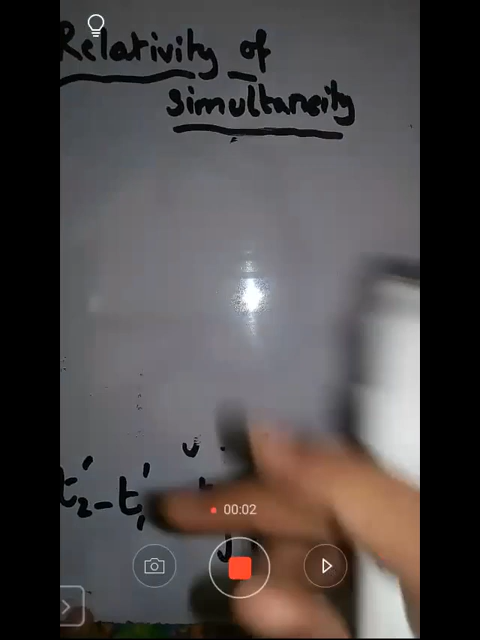 Relativity of
simultaneity
v
t₂' - t₁'
00:02